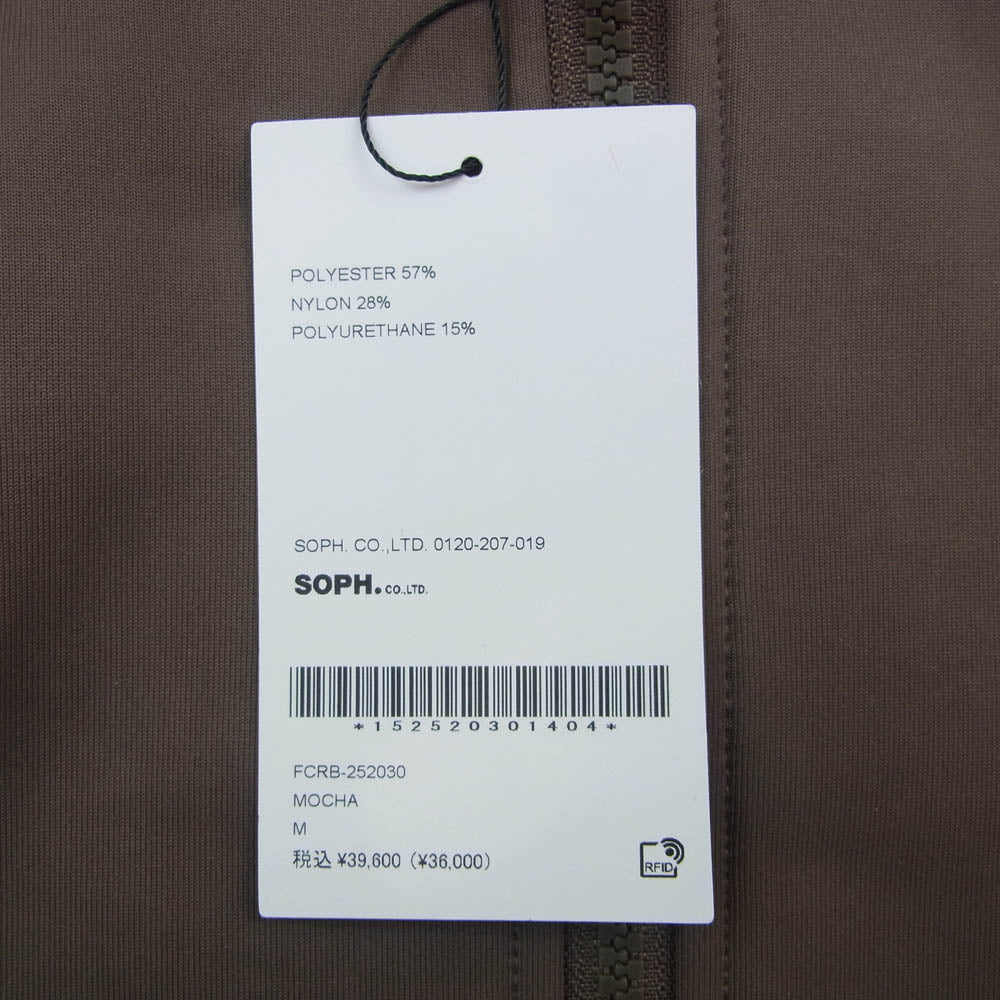 POLYESTER 57%
NYLON 28%
POLYURETHANE 15%
SOPH. CO.,LTD. 0120-207-019
SOPH. CO.,LTD.
*152520301404*
FCRB-252030
MOCHA
M
税込 ¥39,600 (¥36,000)
RFID